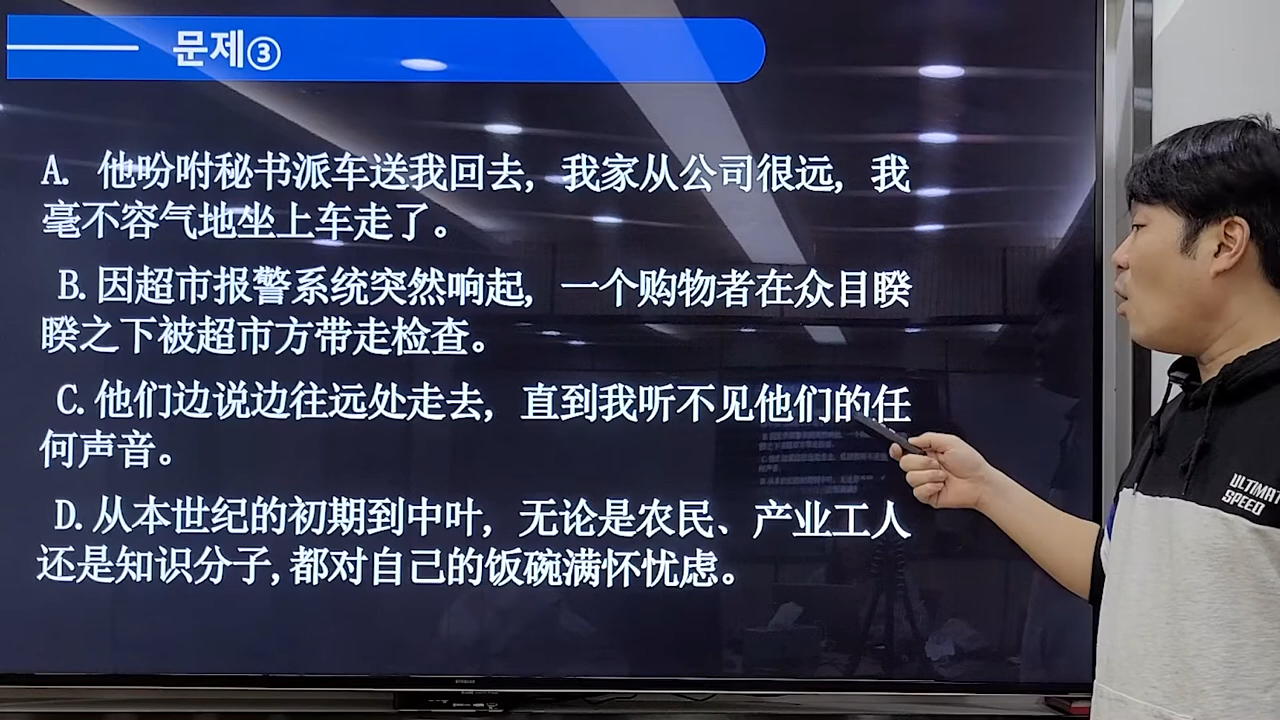 문제③
A. 他吩咐秘书派车送我回去，我家从公司很远，我
毫不容气地坐上车走了。
B. 因超市报警系统突然响起，一个购物者在众目睽
睽之下被超市方带走检查。
C. 他们边说边往远处走去，直到我听不见他们的任
何声音。
D. 从本世纪的初期到中叶，无论是农民、产业工人
还是知识分子,都对自己的饭碗满怀忧虑。
ULTIMAT
SPEED